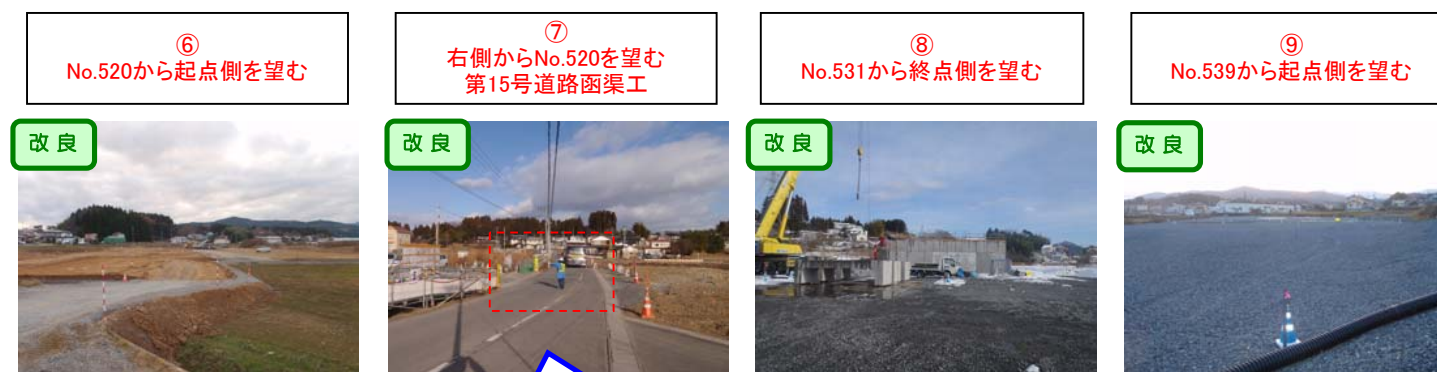 ⑥
No.520から起点側を望む
⑦
右側からNo.520を望む
第15号道路函渠工
⑧
No.531から終点側を望む
⑨
No.539から起点側を望む
改良
改良
改良
改良